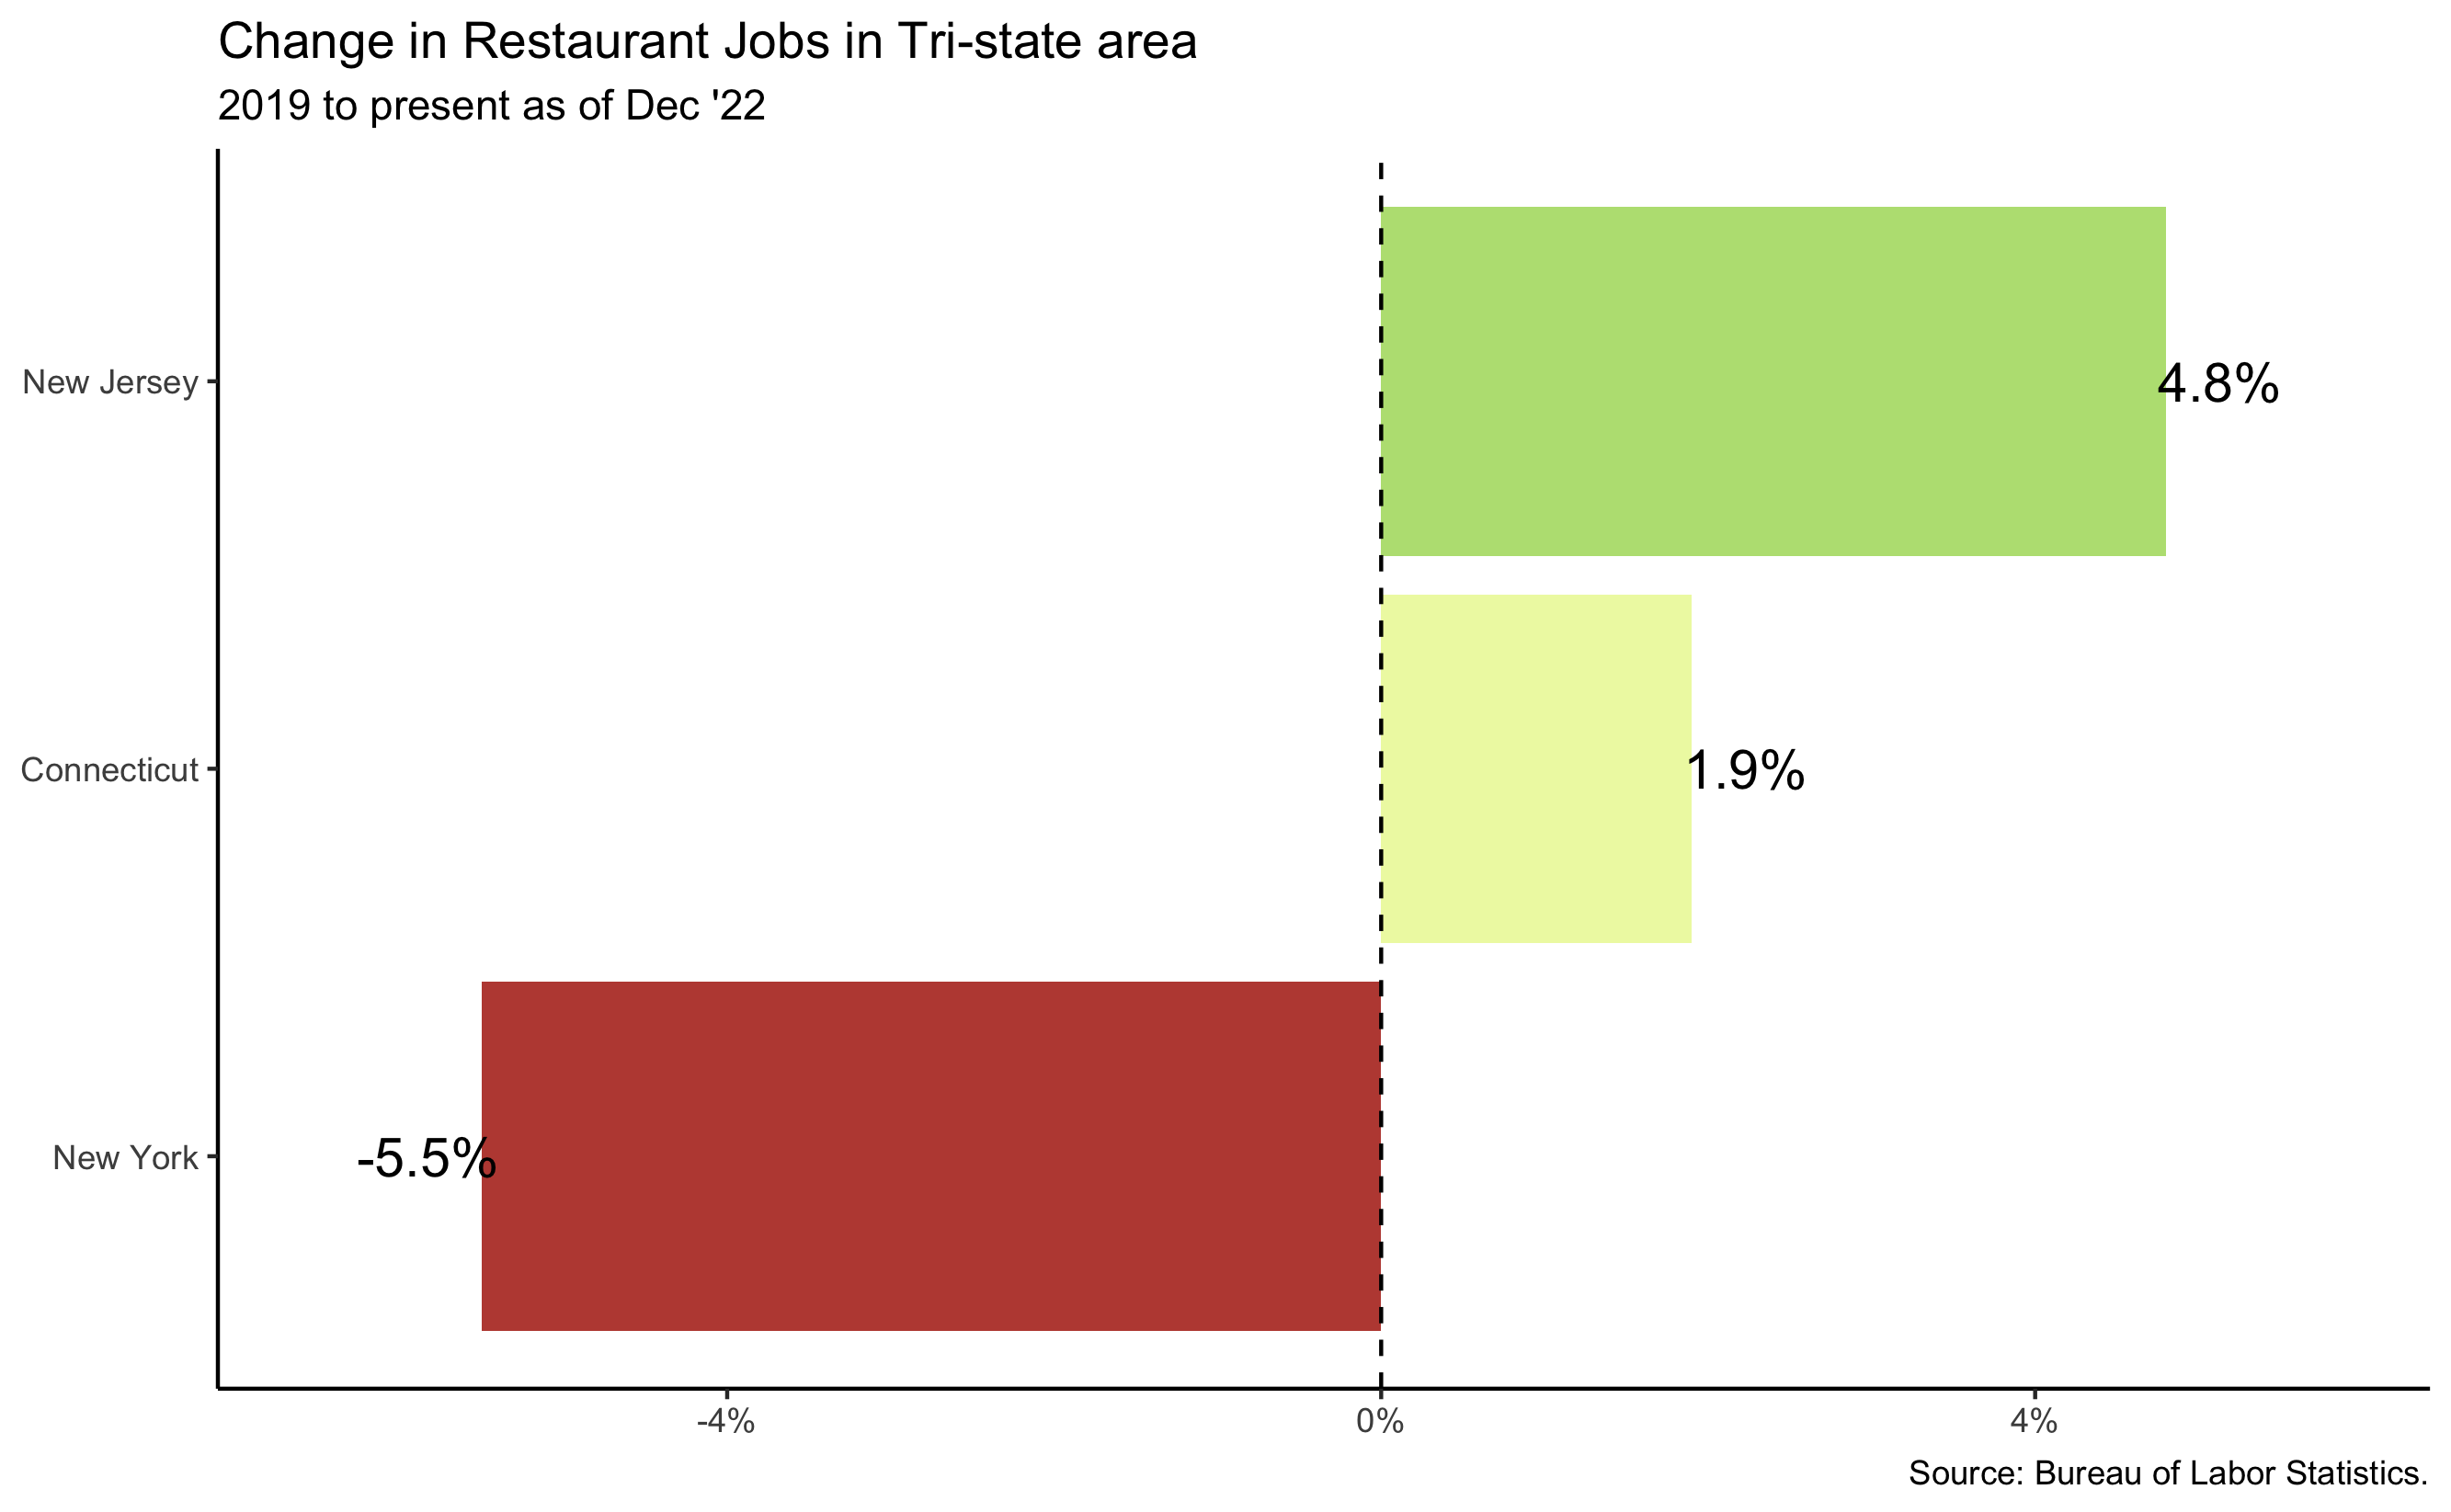 Change in Restaurant Jobs in Tri-state area
2019 to present as of Dec '22
New Jersey
4.8%
Connecticut
1.9%
New York
-5.5%
-4%
0%
4%
Source: Bureau of Labor Statistics.